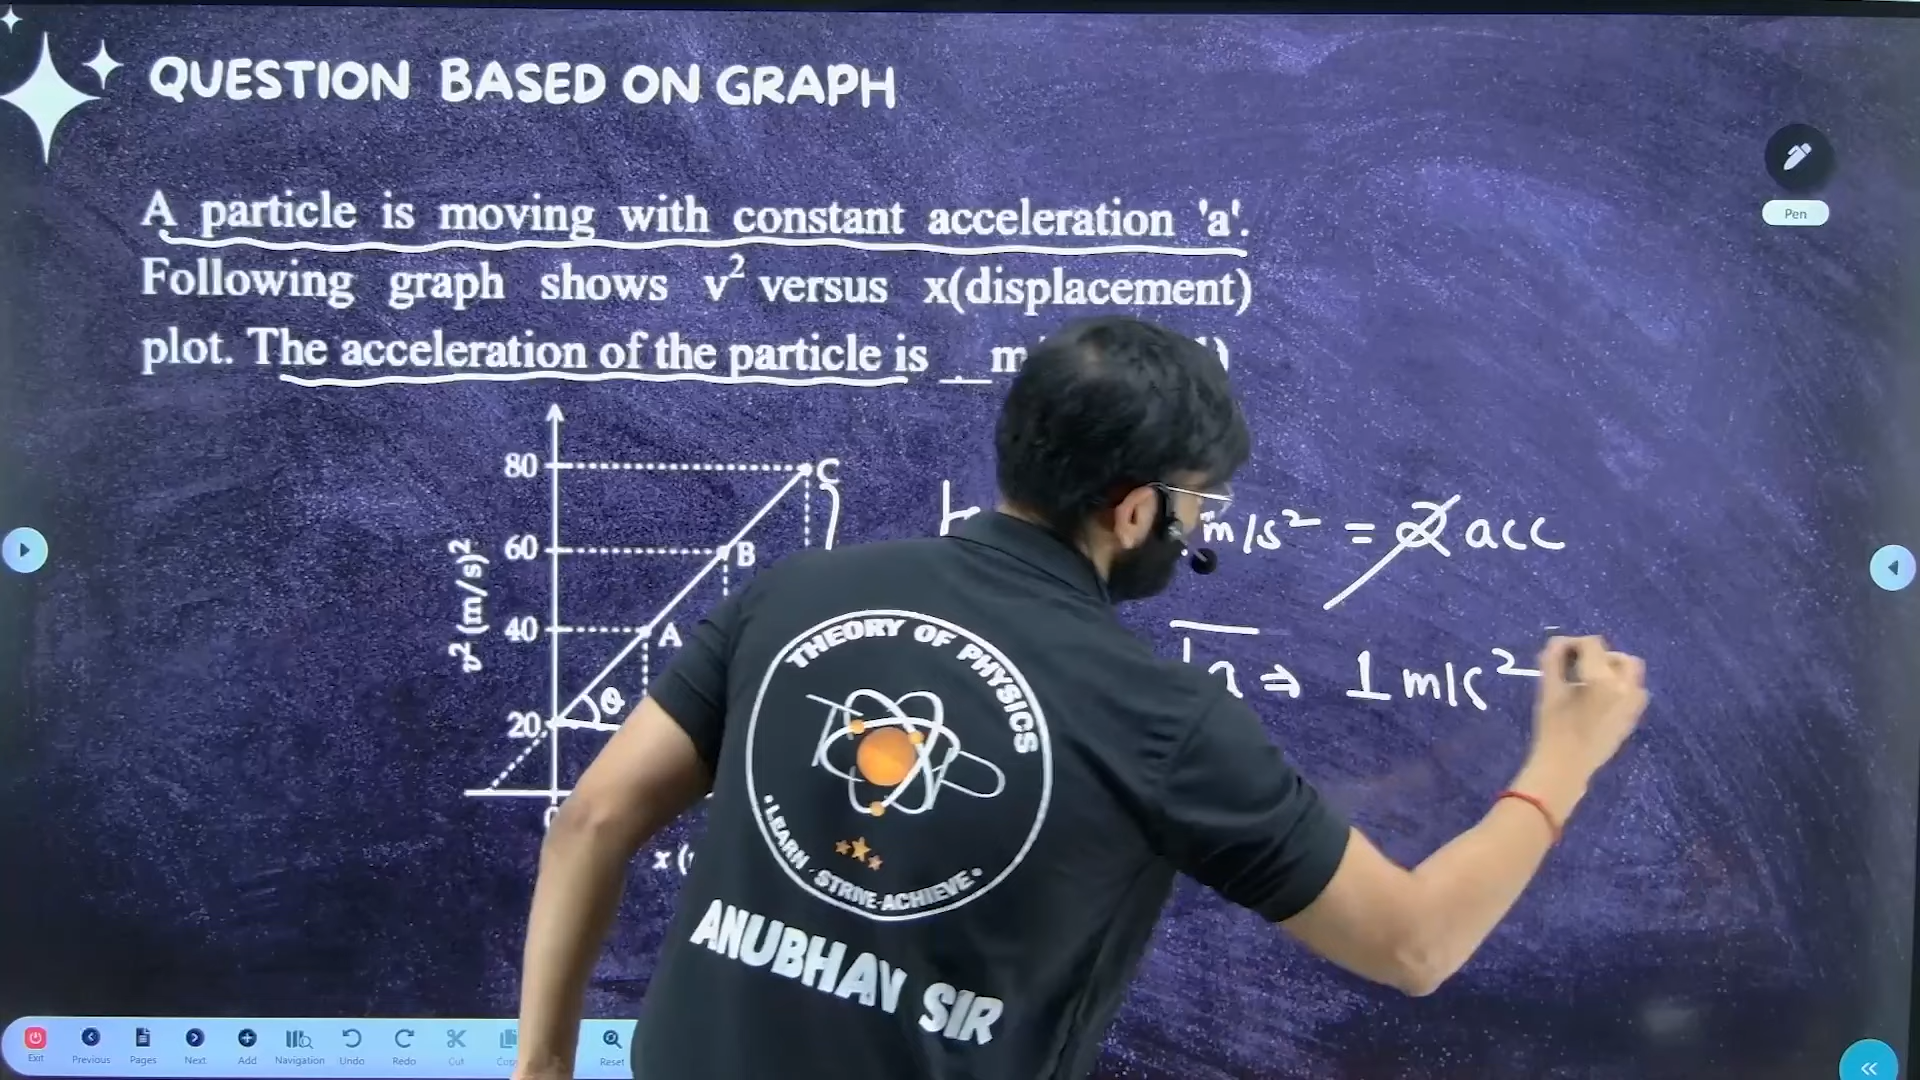 QUESTION BASED ON GRAPH
A particle is moving with constant acceleration 'a'.
Following graph shows v² versus x(displacement)
plot. The acceleration of the particle is __m
80
C
60
B
v² (m/s)²
40
A
20
θ
x (
m/s² = 2 acc
⇒ 1 m/s²
THEORY OF PHYSICS
•LEARN · STRIVE·ACHIEVE•
ANUBHAV SIR
Pen
Exit
Previous
Pages
Next
Add
Navigation
Undo
Redo
Cut
Reset